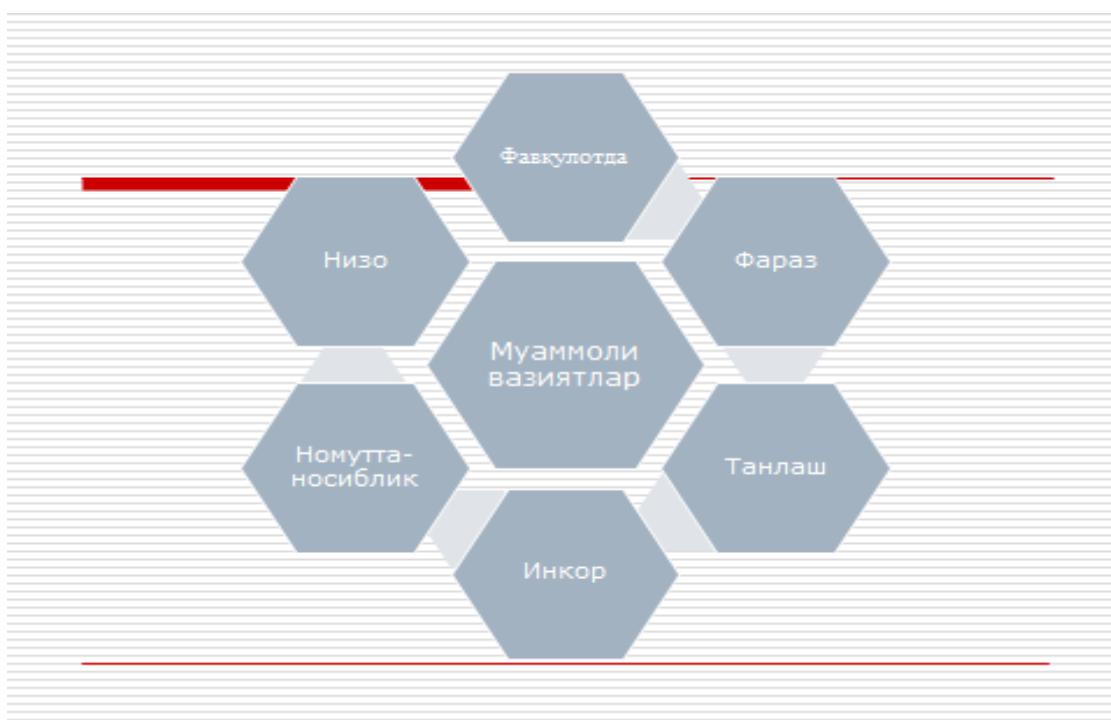 Фавкулотда
Низо
Фараз
Муаммоли
вазиятлар
Номутта-
носиблик
Танлаш
Инкор